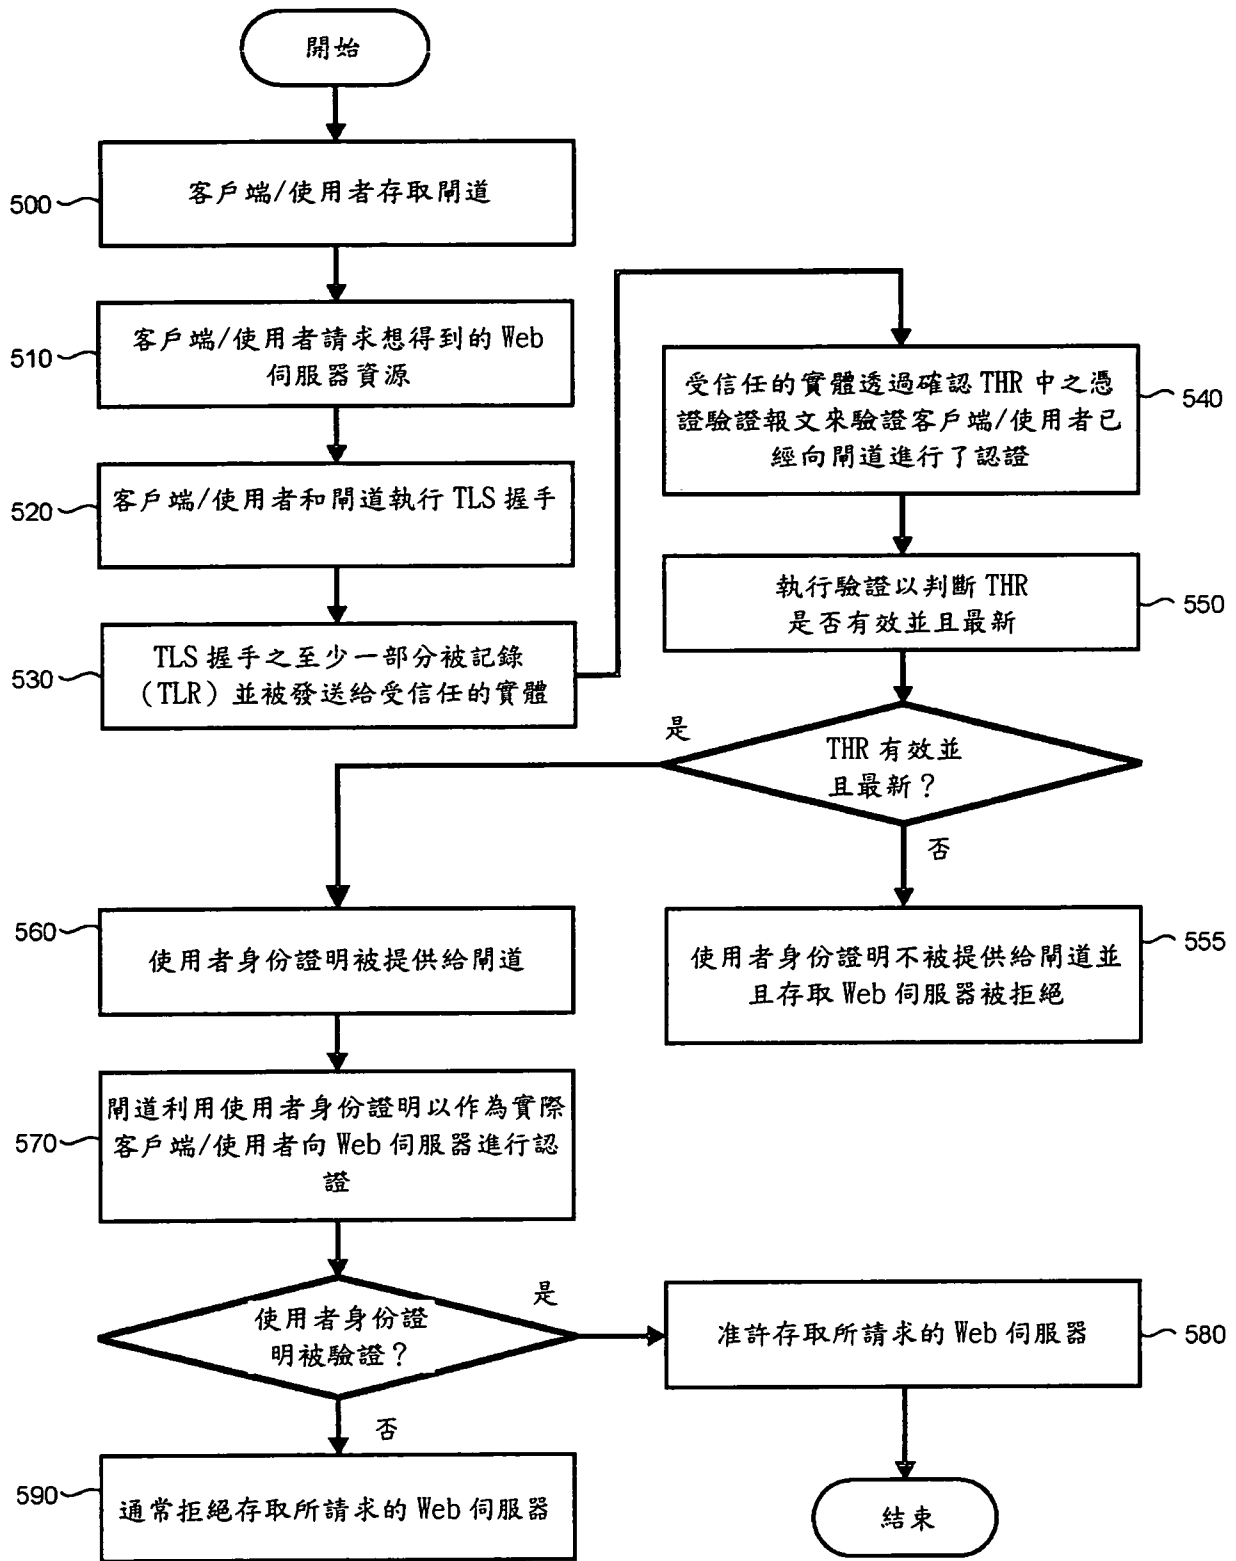 開始
500
客戶端/使用者存取閘道
510
客戶端/使用者請求想得到的 Web
伺服器資源
520
客戶端/使用者和閘道執行 TLS 握手
530
TLS 握手之至少一部分被記錄
（TLR）並被發送給受信任的實體
受信任的實體透過確認 THR 中之憑
證驗證報文來驗證客戶端/使用者已
經向閘道進行了認證
540
執行驗證以判斷 THR
是否有效並且最新
550
是
THR 有效並
且最新？
否
560
使用者身份證明被提供給閘道
使用者身份證明不被提供給閘道並
且存取 Web 伺服器被拒絕
555
570
閘道利用使用者身份證明以作為實際
客戶端/使用者向 Web 伺服器進行認
證
使用者身份證
明被驗證？
是
准許存取所請求的 Web 伺服器
580
否
590
通常拒絕存取所請求的 Web 伺服器
結束